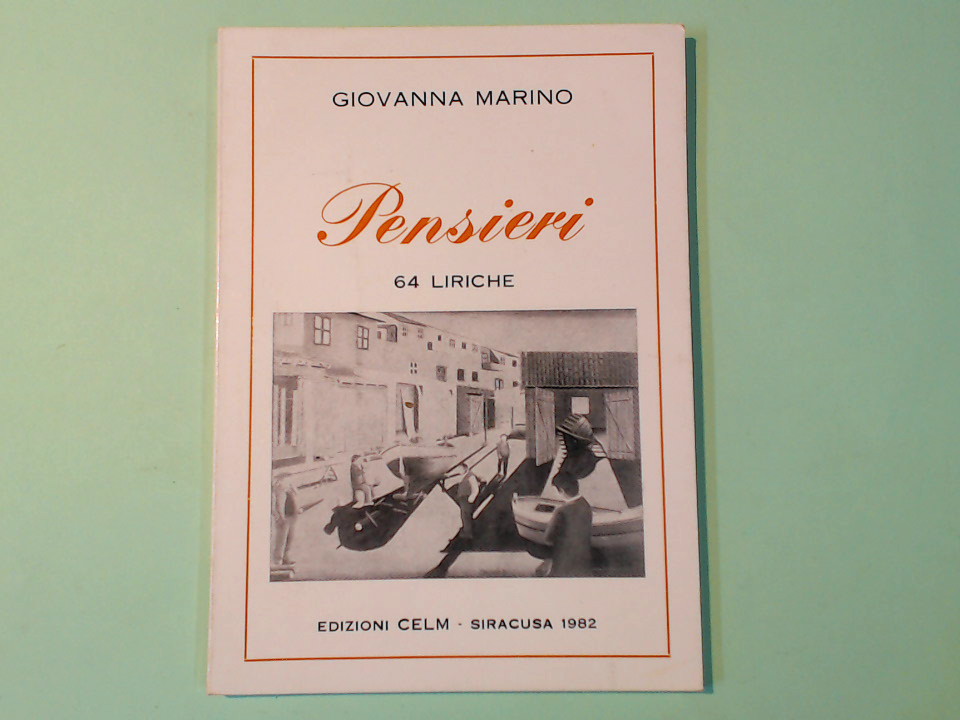 GIOVANNA MARINO
Pensieri
64 LIRICHE
EDIZIONI CELM - SIRACUSA 1982